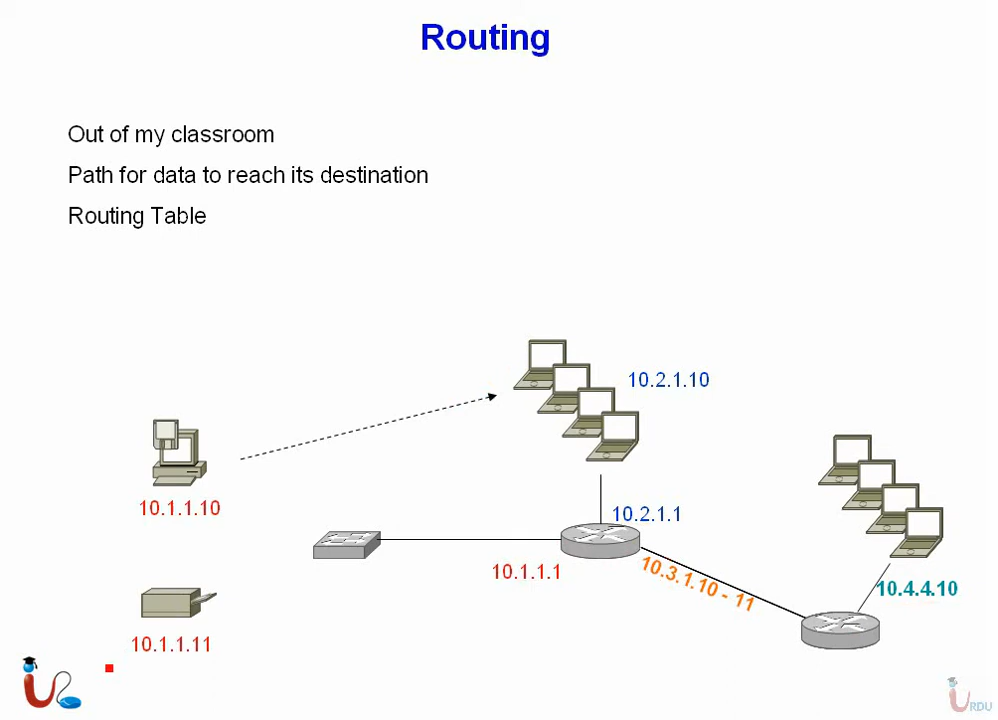 Routing
Out of my classroom
Path for data to reach its destination
Routing Table
10.2.1.10
10.1.1.10
10.2.1.1
10.1.1.1
10.3.1.10 - 11
10.4.4.10
10.1.1.11
URDU